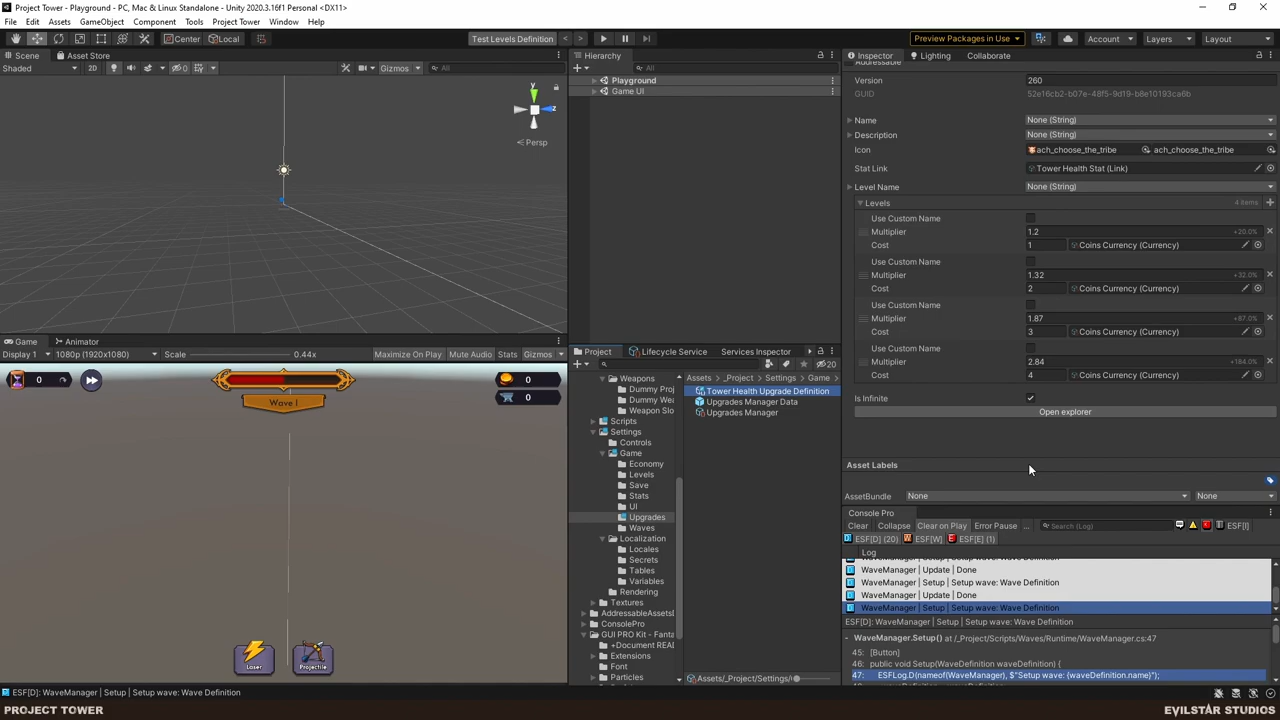 Project Tower - Playground - PC, Mac & Linux Standalone - Unity 2020.3.16f1 Personal <DX11>
File Edit Assets GameObject Component Tools Project Tower Window Help
Center Local Test Levels Definition Preview Packages in Use Account Layers Layout
Scene Asset Store
Shaded 2D 0 Gizmos All
y
z
Persp
Game Animator
Display 1 1080p (1920x1080) Scale 0.44x Maximize On Play Mute Audio Stats Gizmos
0 0
Wave I
0
Laser Projectile
Hierarchy
All
Playground
Game UI
Project Lifecycle Service Services Inspector
20
Weapons
Dummy Proj
Dummy Wea
Weapon Slo
Scripts
Settings
Controls
Game
Economy
Levels
Save
Stats
UI
Upgrades
Waves
Localization
Locales
Secrets
Tables
Variables
Rendering
Textures
AddressableAssetsD
ConsolePro
GUI PRO Kit - Fanta
+Document REAL
Extensions
Font
Particles
Assets _Project Settings Game
Tower Health Upgrade Definition
Upgrades Manager Data
Upgrades Manager
Assets/_Project/Settings/
Inspector Lighting Collaborate
Addressable
Version 260
GUID 52e16cb2-b07e-48f5-9d19-b8e10193ca6b
Name None (String)
Description None (String)
Icon ach_choose_the_tribe ach_choose_the_tribe
Stat Link Tower Health Stat (Link)
Level Name None (String)
Levels 4 items
Use Custom Name
Multiplier 1.2 +20.0%
Cost 1 Coins Currency (Currency)
Use Custom Name
Multiplier 1.32 +32.0%
Cost 2 Coins Currency (Currency)
Use Custom Name
Multiplier 1.87 +87.0%
Cost 3 Coins Currency (Currency)
Use Custom Name
Multiplier 2.84 +184.0%
Cost 4 Coins Currency (Currency)
Is Infinite
Open explorer
Asset Labels
AssetBundle None None
Console Pro
Clear Collapse Clear on Play Error Pause ... Search (Log) ESF[I]
ESF[D] (20) ESF[W] ESF[E] (1)
Log
WaveManager | Setup | Setup wave: Wave Definition
WaveManager | Update | Done
WaveManager | Setup | Setup wave: Wave Definition
WaveManager | Update | Done
WaveManager | Setup | Setup wave: Wave Definition
ESF[D]: WaveManager | Setup | Setup wave: Wave Definition
WaveManager.Setup() at /_Project/Scripts/Waves/Runtime/WaveManager.cs:47
45: [Button]
46: public void Setup(WaveDefinition waveDefinition) {
47: ESFLog.D(nameof(WaveManager), $"Setup wave: {waveDefinition.name}");
ESF[D]: WaveManager | Setup | Setup wave: Wave Definition
PROJECT TOWER EVILSTAR STUDIOS